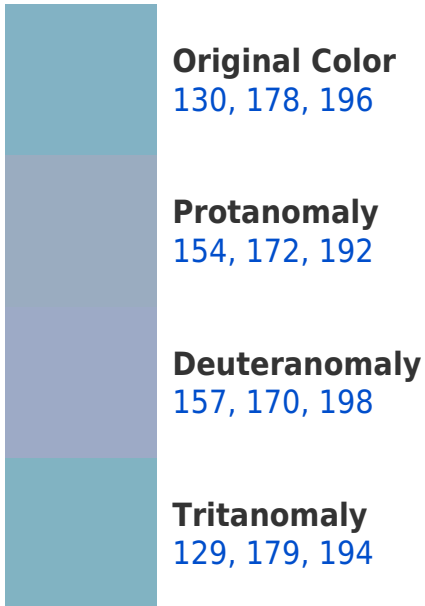 Original Color
130, 178, 196
Protanomaly
154, 172, 192
Deuteranomaly
157, 170, 198
Tritanomaly
129, 179, 194